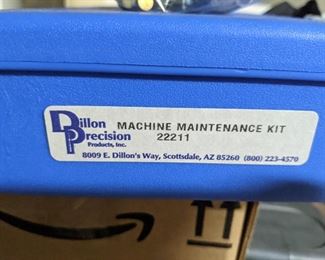 Dillon
Precision
Products, Inc.
MACHINE MAINTENANCE KIT
22211
8009 E. Dillon's Way, Scottsdale, AZ 85260 (800) 223-4570